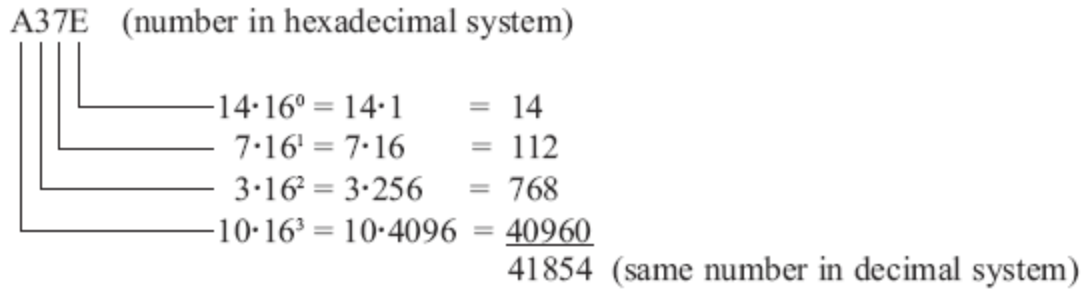 A37E (number in hexadecimal system)
14·16⁰ = 14·1 = 14
7·16¹ = 7·16 = 112
3·16² = 3·256 = 768
10·16³ = 10·4096 = 40960
41854 (same number in decimal system)